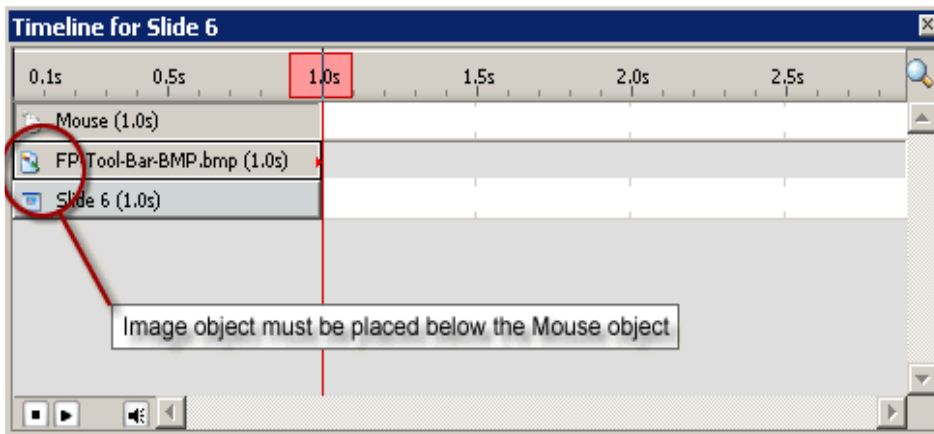 Timeline for Slide 6
0.1s 0.5s 1.0s 1.5s 2.0s 2.5s
Mouse (1.0s)
FP-Tool-Bar-BMP.bmp (1.0s)
Slide 6 (1.0s)
Image object must be placed below the Mouse object